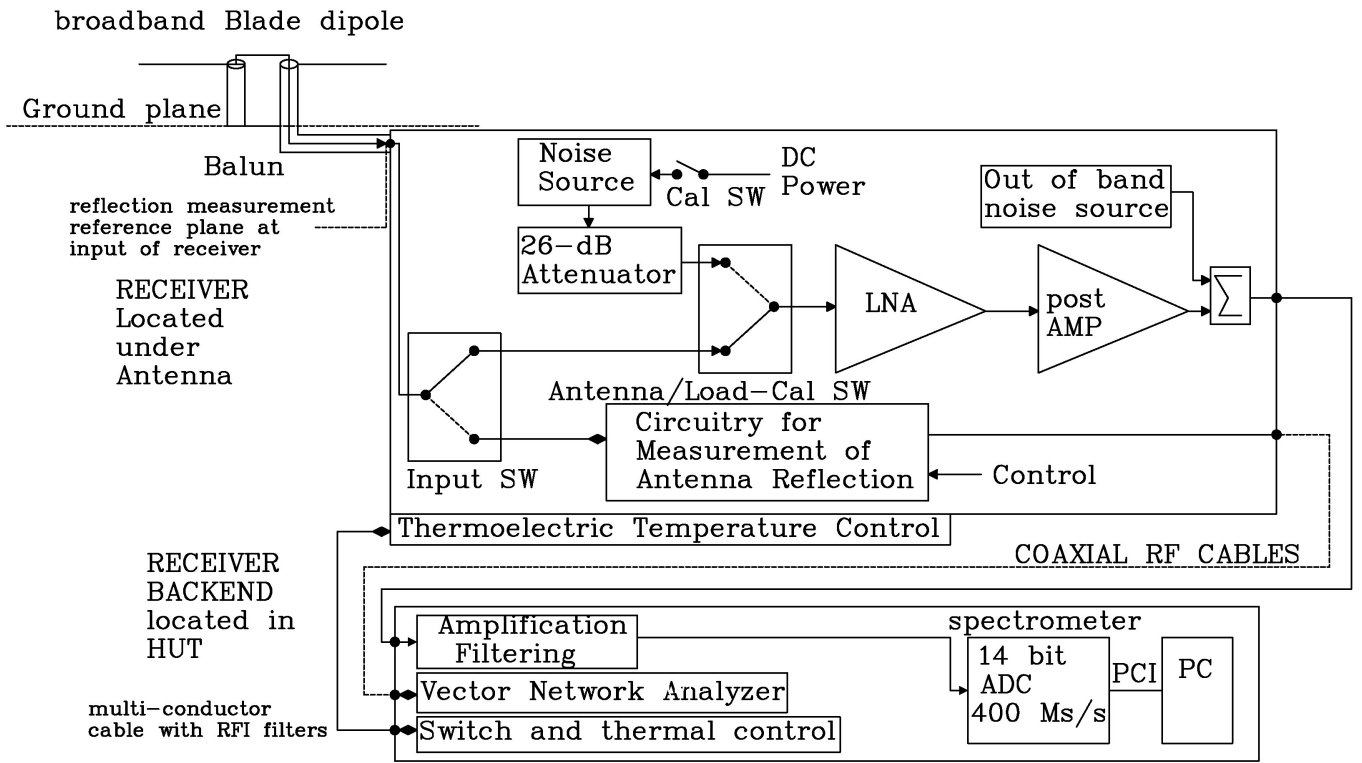 broadband Blade dipole
Ground plane
Balun
reflection measurement
reference plane at
input of receiver
RECEIVER
Located
under
Antenna
Noise
Source
Cal SW
DC
Power
26-dB
Attenuator
Out of band
noise source
LNA
post
AMP
Σ
Antenna/Load-Cal SW
Input SW
Circuitry for
Measurement of
Antenna Reflection
Control
Thermoelectric Temperature Control
COAXIAL RF CABLES
RECEIVER
BACKEND
located in
HUT
multi-conductor
cable with RFI filters
Amplification
Filtering
Vector Network Analyzer
Switch and thermal control
spectrometer
14 bit
ADC
400 Ms/s
PCI
PC